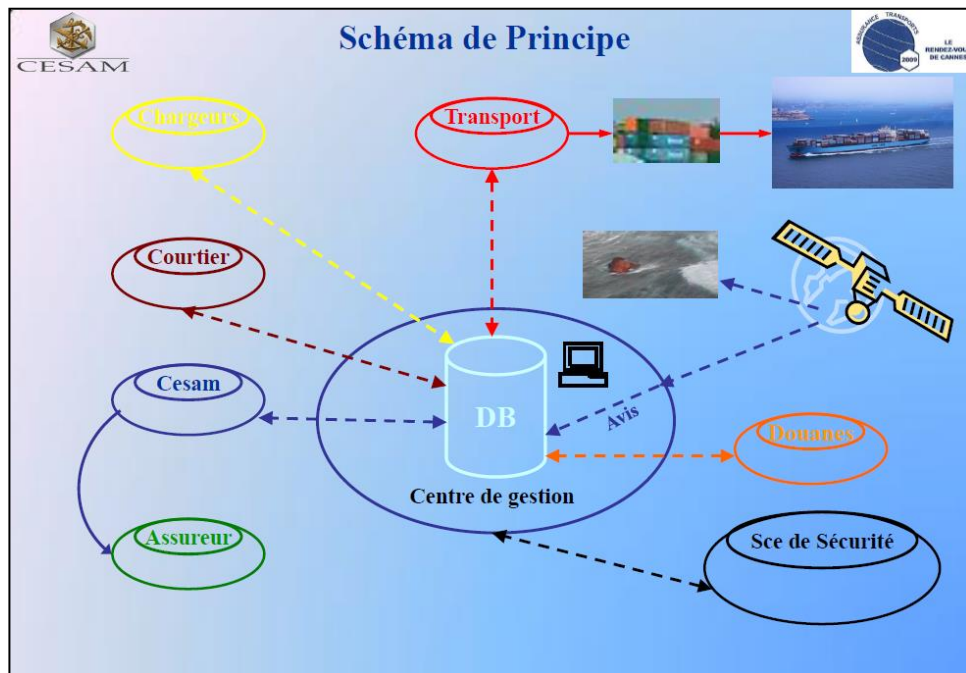 Schéma de Principe
CESAM
ASSURANCE TRANSPORTS
2009
LE
RENDEZ-VOUS
DE CANNES
Chargeurs
Transport
Courtier
Cesam
DB
Avis
Douanes
Centre de gestion
Assureur
Sce de Sécurité